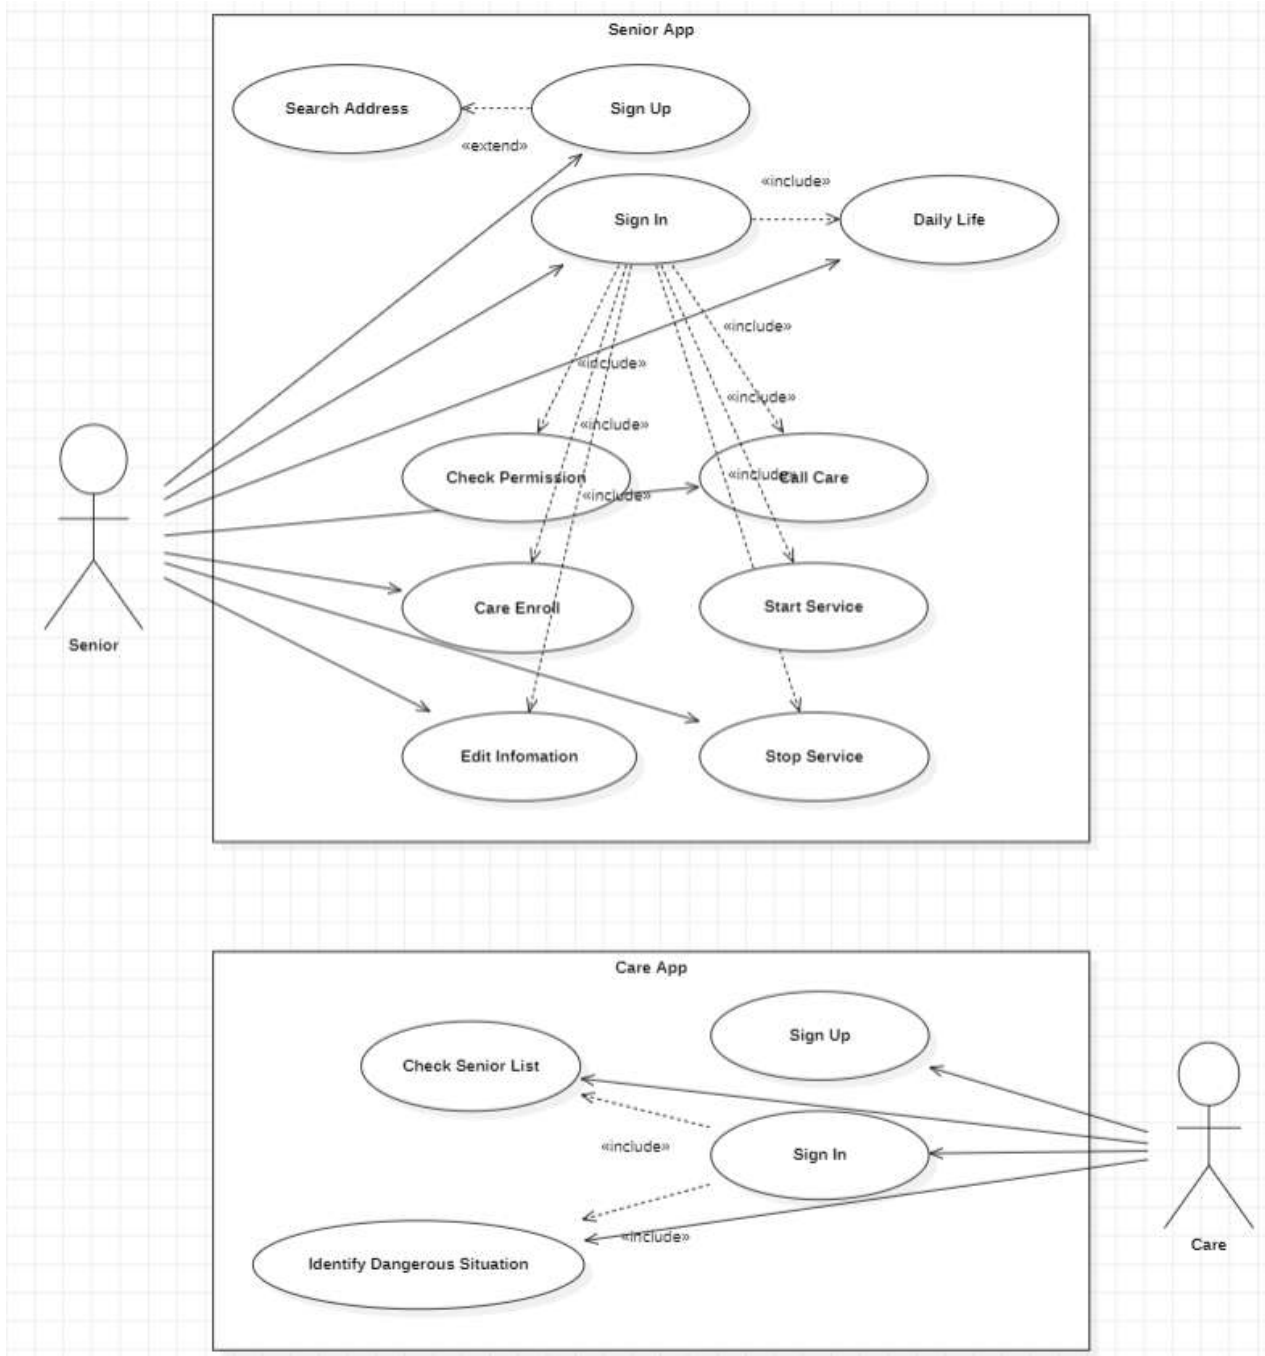 Senior App
Search Address
Sign Up
«extend»
«include»
Sign In
Daily Life
«include»
«include»
«include»
«include»
Check Permission
«include»
Call Care
«include»
Care Enroll
Start Service
Senior
Edit Infomation
Stop Service
Care App
Sign Up
Check Senior List
«include»
Sign In
«include»
Care
Identify Dangerous Situation